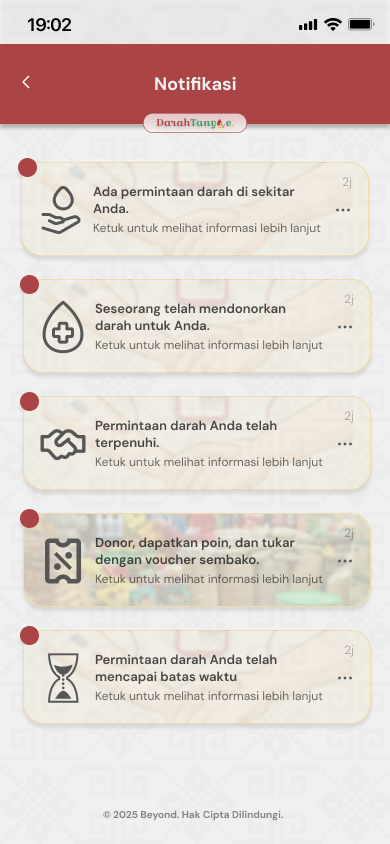 19:02
Notifikasi
DarahTanyoe.
2j
Ada permintaan darah di sekitar
Anda.
Ketuk untuk melihat informasi lebih lanjut
2j
Seseorang telah mendonorkan
darah untuk Anda.
Ketuk untuk melihat informasi lebih lanjut
2j
Permintaan darah Anda telah
terpenuhi.
Ketuk untuk melihat informasi lebih lanjut
2j
Donor, dapatkan poin, dan tukar
dengan voucher sembako.
Ketuk untuk melihat informasi lebih lanjut
2j
Permintaan darah Anda telah
mencapai batas waktu
Ketuk untuk melihat informasi lebih lanjut
© 2025 Beyond. Hak Cipta Dilindungi.